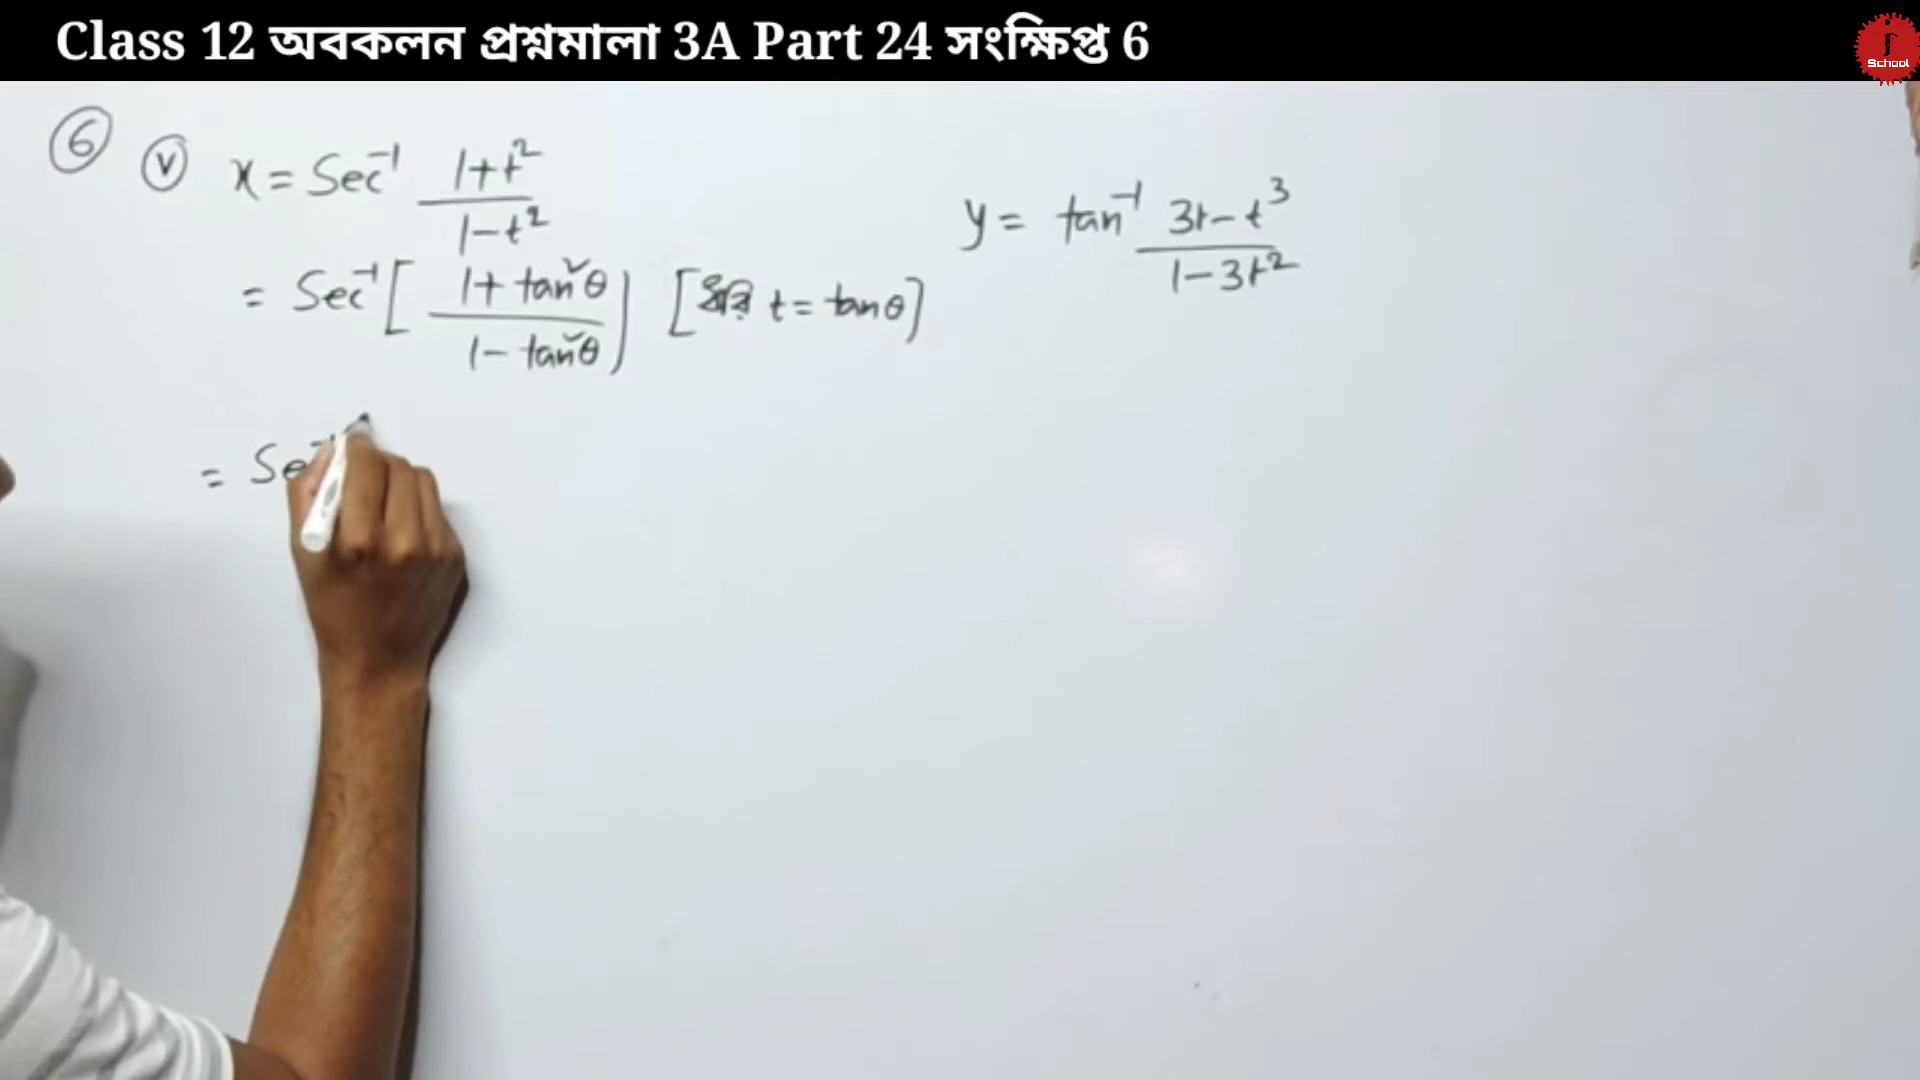 Class 12 অবকলন প্রশ্নমালা 3A Part 24 সংক্ষিপ্ত 6
School
6 V x = Sec⁻¹ (1+t²)/(1-t²)
y = tan⁻¹ (3t-t³)/(1-3t²)
= Sec⁻¹ [(1+tan²θ)/(1-tan²θ)] [ধরি t = tanθ]
= Se